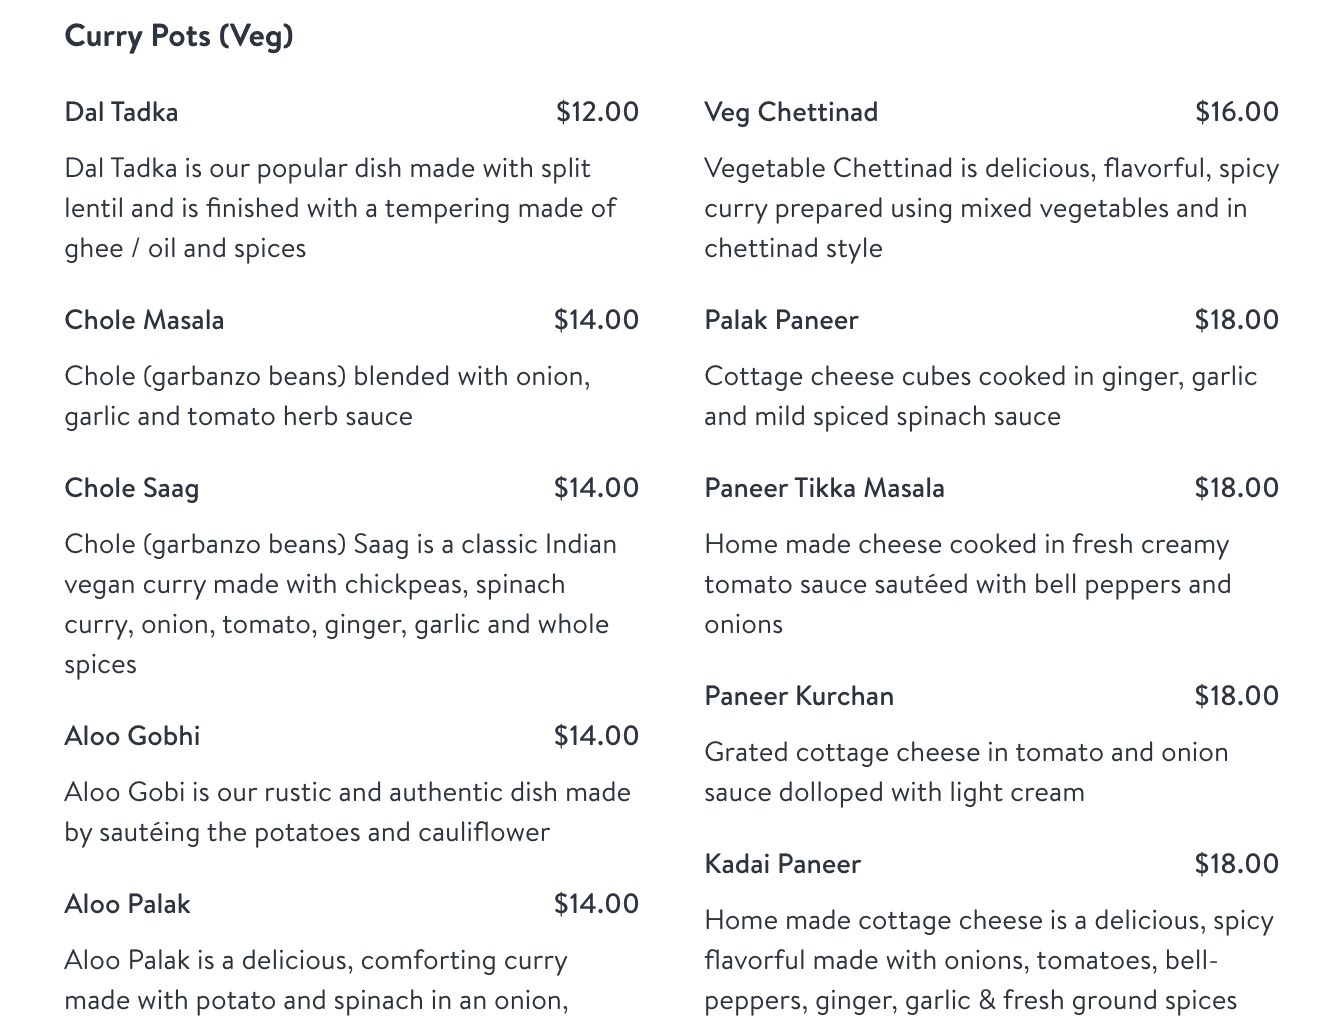 Curry Pots (Veg)
Dal Tadka $12.00
Dal Tadka is our popular dish made with split
lentil and is finished with a tempering made of
ghee / oil and spices
Chole Masala $14.00
Chole (garbanzo beans) blended with onion,
garlic and tomato herb sauce
Chole Saag $14.00
Chole (garbanzo beans) Saag is a classic Indian
vegan curry made with chickpeas, spinach
curry, onion, tomato, ginger, garlic and whole
spices
Aloo Gobhi $14.00
Aloo Gobi is our rustic and authentic dish made
by sautéing the potatoes and cauliflower
Aloo Palak $14.00
Aloo Palak is a delicious, comforting curry
made with potato and spinach in an onion,
Veg Chettinad $16.00
Vegetable Chettinad is delicious, flavorful, spicy
curry prepared using mixed vegetables and in
chettinad style
Palak Paneer $18.00
Cottage cheese cubes cooked in ginger, garlic
and mild spiced spinach sauce
Paneer Tikka Masala $18.00
Home made cheese cooked in fresh creamy
tomato sauce sautéed with bell peppers and
onions
Paneer Kurchan $18.00
Grated cottage cheese in tomato and onion
sauce dolloped with light cream
Kadai Paneer $18.00
Home made cottage cheese is a delicious, spicy
flavorful made with onions, tomatoes, bell-
peppers, ginger, garlic & fresh ground spices